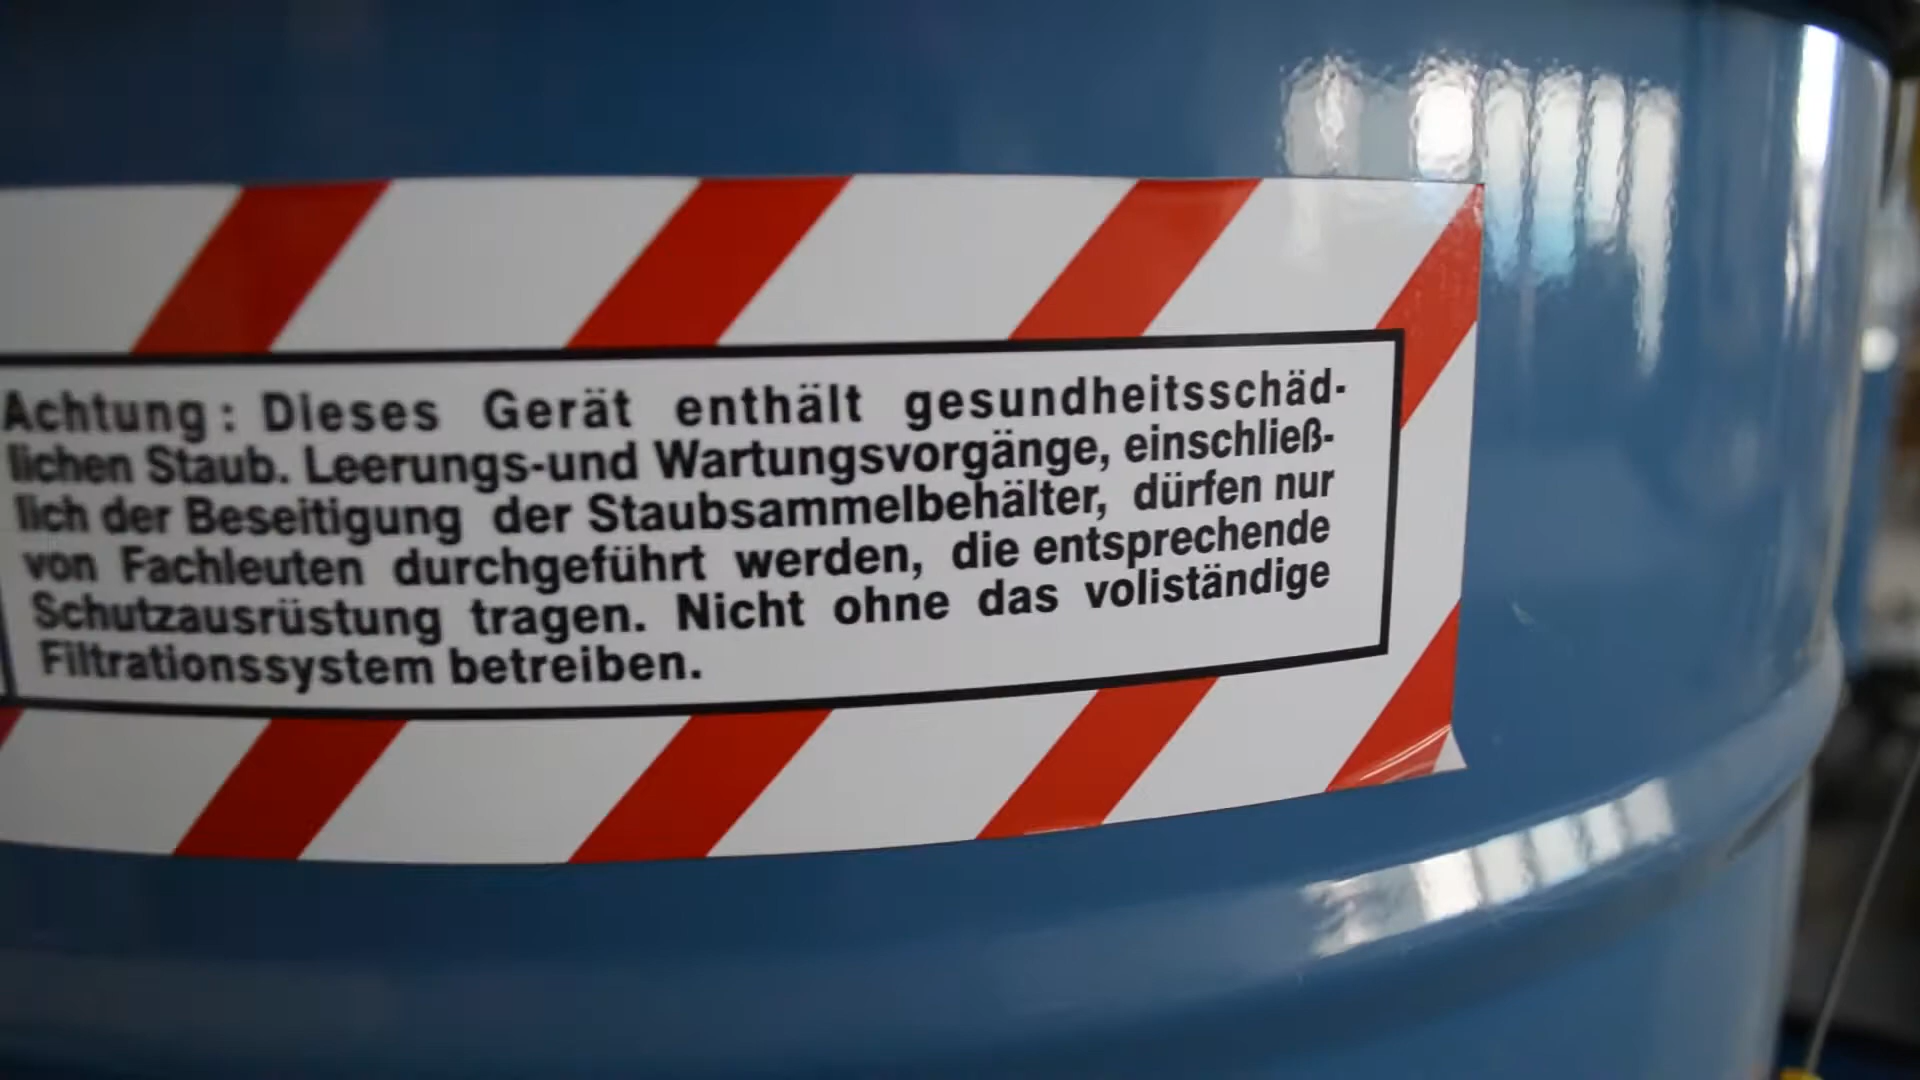 Achtung: Dieses Gerät enthält gesundheitsschäd-
lichen Staub. Leerungs-und Wartungsvorgänge, einschließ-
lich der Beseitigung der Staubsammelbehälter, dürfen nur
von Fachleuten durchgeführt werden, die entsprechende
Schutzausrüstung tragen. Nicht ohne das voliständige
Filtrationssystem betreiben.